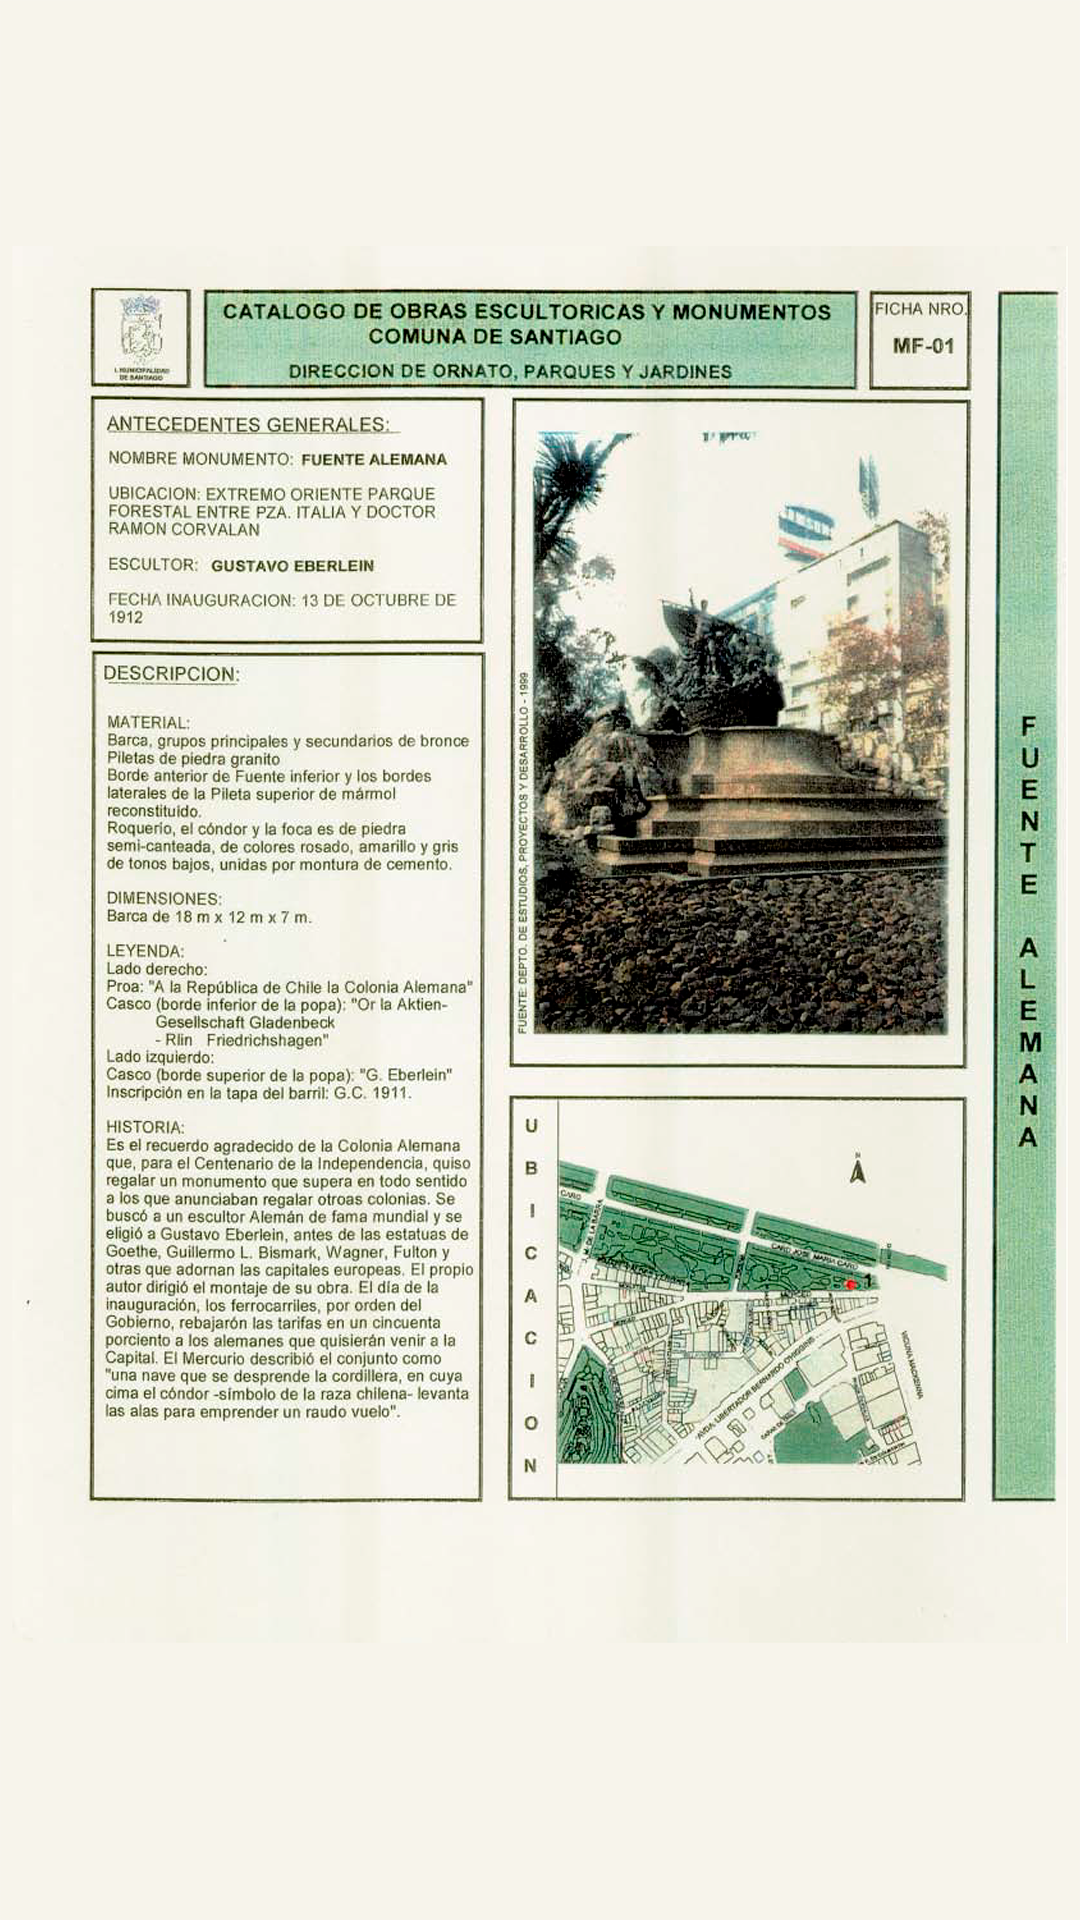 I. MUNICIPALIDAD
DE SANTIAGO
CATALOGO DE OBRAS ESCULTORICAS Y MONUMENTOS
COMUNA DE SANTIAGO
DIRECCION DE ORNATO, PARQUES Y JARDINES
FICHA NRO.
MF-01
ANTECEDENTES GENERALES:
NOMBRE MONUMENTO: FUENTE ALEMANA
UBICACION: EXTREMO ORIENTE PARQUE
FORESTAL ENTRE PZA. ITALIA Y DOCTOR
RAMON CORVALAN
ESCULTOR: GUSTAVO EBERLEIN
FECHA INAUGURACION: 13 DE OCTUBRE DE
1912
DESCRIPCION:
MATERIAL:
Barca, grupos principales y secundarios de bronce
Piletas de piedra granito
Borde anterior de Fuente inferior y los bordes
laterales de la Pileta superior de mármol
reconstituído.
Roquerio, el cóndor y la foca es de piedra
semi-canteada, de colores rosado, amarillo y gris
de tonos bajos, unidas por montura de cemento.
DIMENSIONES:
Barca de 18 m x 12 m x 7 m.
LEYENDA:
Lado derecho:
Proa: "A la República de Chile la Colonia Alemana"
Casco (borde inferior de la popa): "Or la Aktien-
Gesellschaft Gladenbeck
- Rlin Friedrichshagen"
Lado izquierdo:
Casco (borde superior de la popa): "G. Eberlein"
Inscripción en la tapa del barril: G.C. 1911.
HISTORIA:
Es el recuerdo agradecido de la Colonia Alemana
que, para el Centenario de la Independencia, quiso
regalar un monumento que supera en todo sentido
a los que anunciaban regalar otroas colonias. Se
buscó a un escultor Alemán de fama mundial y se
eligió a Gustavo Eberlein, antes de las estatuas de
Goethe, Guillermo L. Bismark, Wagner, Fulton y
otras que adornan las capitales europeas. El propio
autor dirigió el montaje de su obra. El día de la
inauguración, los ferrocarriles, por orden del
Gobierno, rebajarón las tarifas en un cincuenta
porciento a los alemanes que quisierán venir a la
Capital. El Mercurio describió el conjunto como
"una nave que se desprende la cordillera, en cuya
cima el cóndor -símbolo de la raza chilena- levanta
las alas para emprender un raudo vuelo".
SAMSUNG
FUENTE: DEPTO. DE ESTUDIOS, PROYECTOS Y DESARROLLO - 1999
UBICACION
N
CARO
CARD JOSE MARIA CARO
1
AVDA. LIBERTADOR BERNARDO O'HIGGINS
VICUÑA MACKENNA
FUENTE ALEMANA